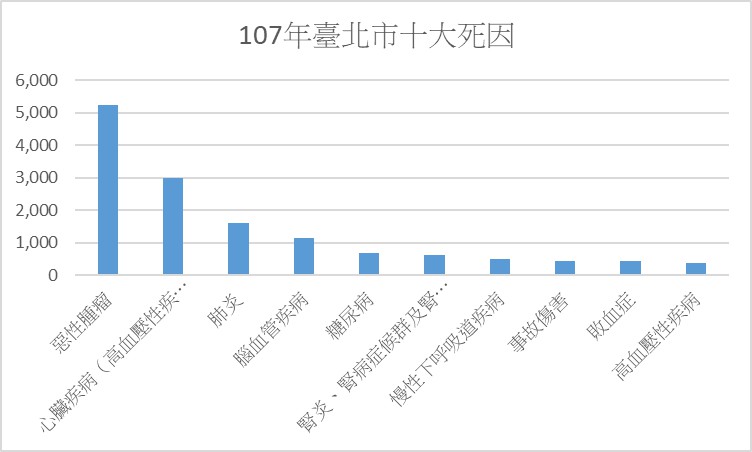 107年臺北市十大死因
6,000
5,000
4,000
3,000
2,000
1,000
0
惡性腫瘤
心臟疾病（高血壓性疾…
肺炎
腦血管疾病
糖尿病
腎炎、腎病症候群及腎…
慢性下呼吸道疾病
事故傷害
敗血症
高血壓性疾病